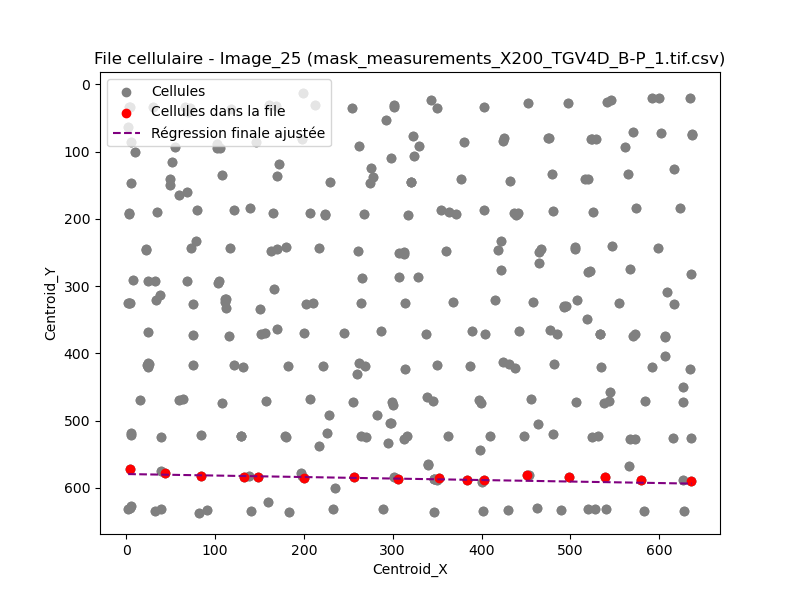 File cellulaire - Image_25 (mask_measurements_X200_TGV4D_B-P_1.tif.csv)
Cellules
Cellules dans la file
Régression finale ajustée
Centroid_Y
0
100
200
300
400
500
600
0 100 200 300 400 500 600
Centroid_X